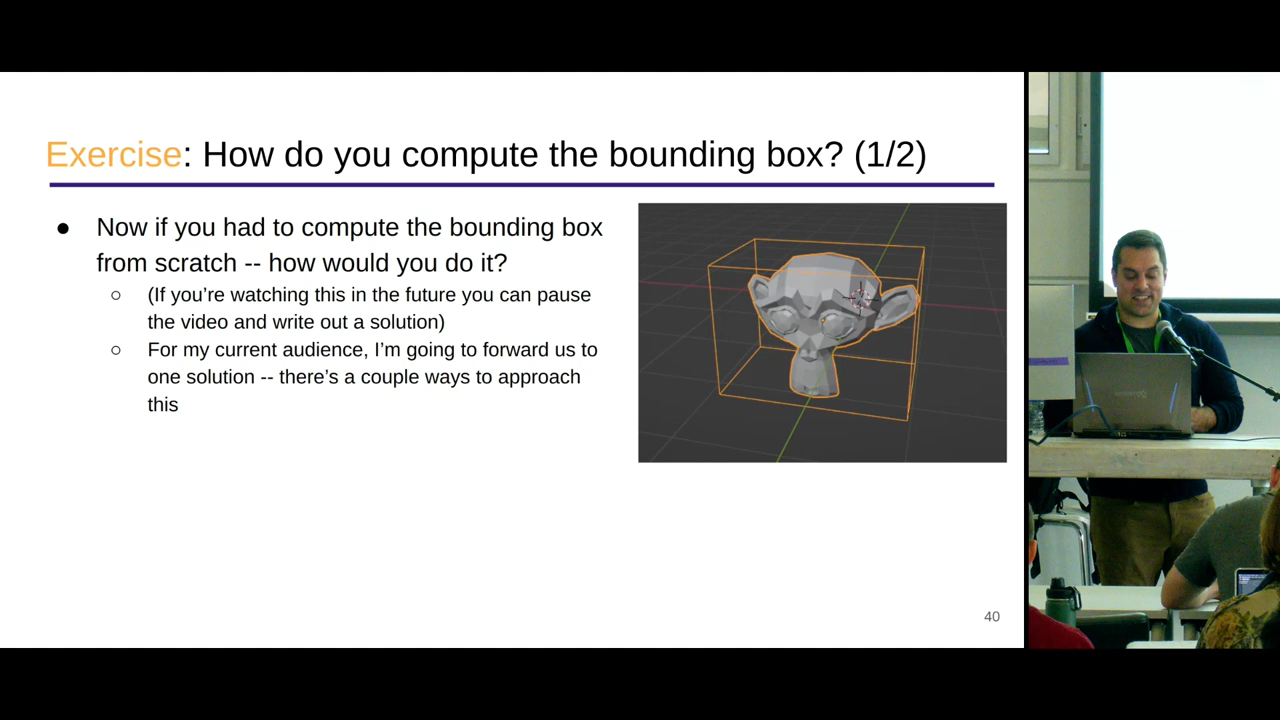 Exercise: How do you compute the bounding box? (1/2)
● Now if you had to compute the bounding box
from scratch -- how would you do it?
○ (If you’re watching this in the future you can pause
the video and write out a solution)
○ For my current audience, I’m going to forward us to
one solution -- there’s a couple ways to approach
this
40